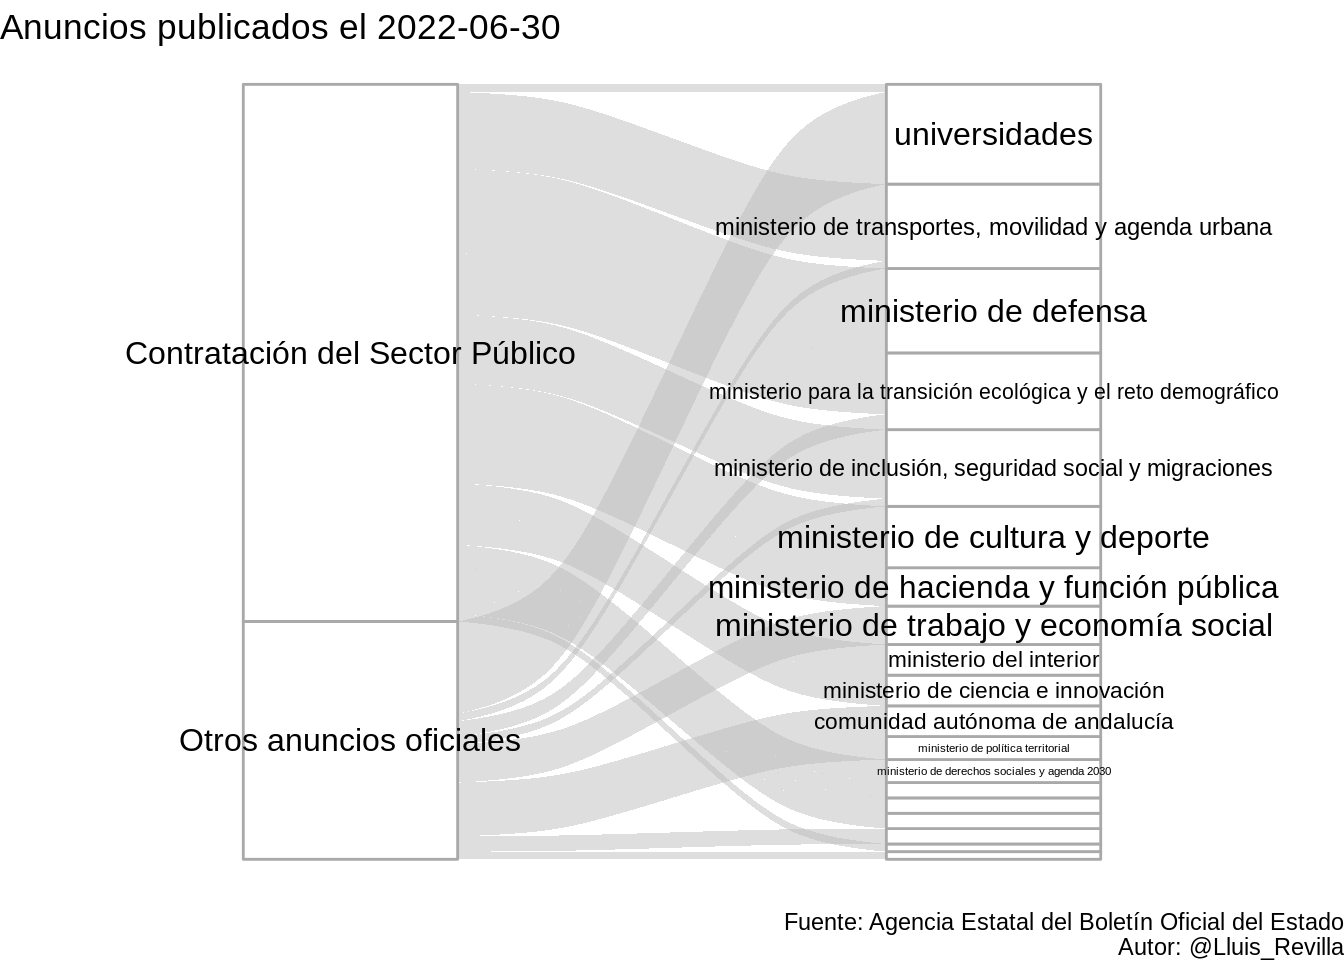 Anuncios publicados el 2022-06-30
Contratación del Sector Público
Otros anuncios oficiales
universidades
ministerio de transportes, movilidad y agenda urbana
ministerio de defensa
ministerio para la transición ecológica y el reto demográfico
ministerio de inclusión, seguridad social y migraciones
ministerio de cultura y deporte
ministerio de hacienda y función pública
ministerio de trabajo y economía social
ministerio del interior
ministerio de ciencia e innovación
comunidad autónoma de andalucía
ministerio de política territorial
ministerio de derechos sociales y agenda 2030
Fuente: Agencia Estatal del Boletín Oficial del Estado
Autor: @Lluis_Revilla